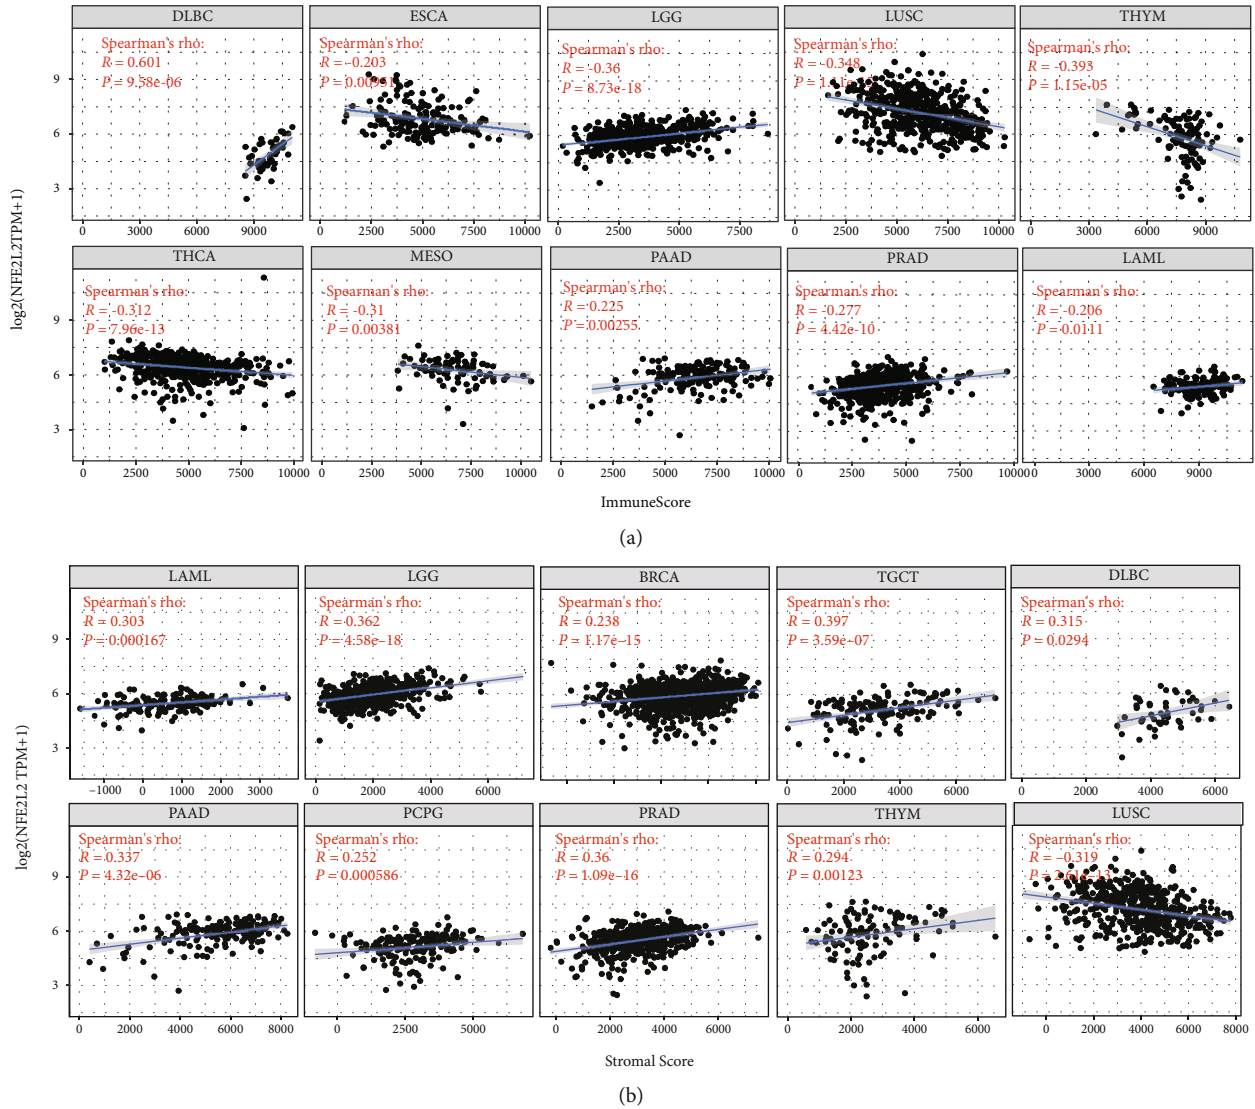 DLBC ESCA LGG LUSC THYM
Spearman's rho:
R = 0.601
P = 9.58e-06
Spearman's rho:
R = -0.203
P = 0.00951
Spearman's rho:
R = -0.36
P = 8.73e-18
Spearman's rho:
R = -0.348
Spearman's rho:
R = -0.393
P = 1.15e-05
9
6
3
0 3000 6000 9000
0 2500 5000 7500 10000
0 2500 5000 7500
0 2500 5000 7500 10000
0 3000 6000 9000
log2(NFE2L2TPM+1)
THCA MESO PAAD PRAD LAML
Spearman's rho:
R = -0.312
P = 7.96e-13
Spearman's rho:
R = -0.31
P = 0.00381
Spearman's rho:
R = 0.225
P = 0.00255
Spearman's rho:
R = -0.277
P = 4.42e-10
Spearman's rho:
R = -0.206
P = 0.0111
9
6
3
0 2500 5000 7500 10000
0 2500 5000 7500 10000
0 2500 5000 7500 10000
0 2500 5000 7500 10000
0 3000 6000 9000
ImmuneScore
(a)
LAML LGG BRCA TGCT DLBC
Spearman's rho:
R = 0.303
P = 0.000167
Spearman's rho:
R = 0.362
P = 4.58e–18
Spearman's rho:
R = 0.238
P = 1.17e–15
Spearman's rho:
R = 0.397
P = 3.59e–07
Spearman's rho:
R = 0.315
P = 0.0294
9
6
3
–1000 0 1000 2000 3000
0 2000 4000 6000
0 2000 4000 6000
0 2000 4000 6000
log2(NFE2L2 TPM+1)
PAAD PCPG PRAD THYM LUSC
Spearman's rho:
R = 0.337
P = 4.32e–06
Spearman's rho:
R = 0.252
P = 0.000586
Spearman's rho:
R = 0.36
P = 1.09e–16
Spearman's rho:
R = 0.294
P = 0.00123
Spearman's rho:
R = –0.319
P = 2.61e–13
9
6
3
0 2000 4000 6000 8000
0 2500 5000
0 2000 4000 6000
0 2000 4000 6000
0 2000 4000 6000 8000
Stromal Score
(b)